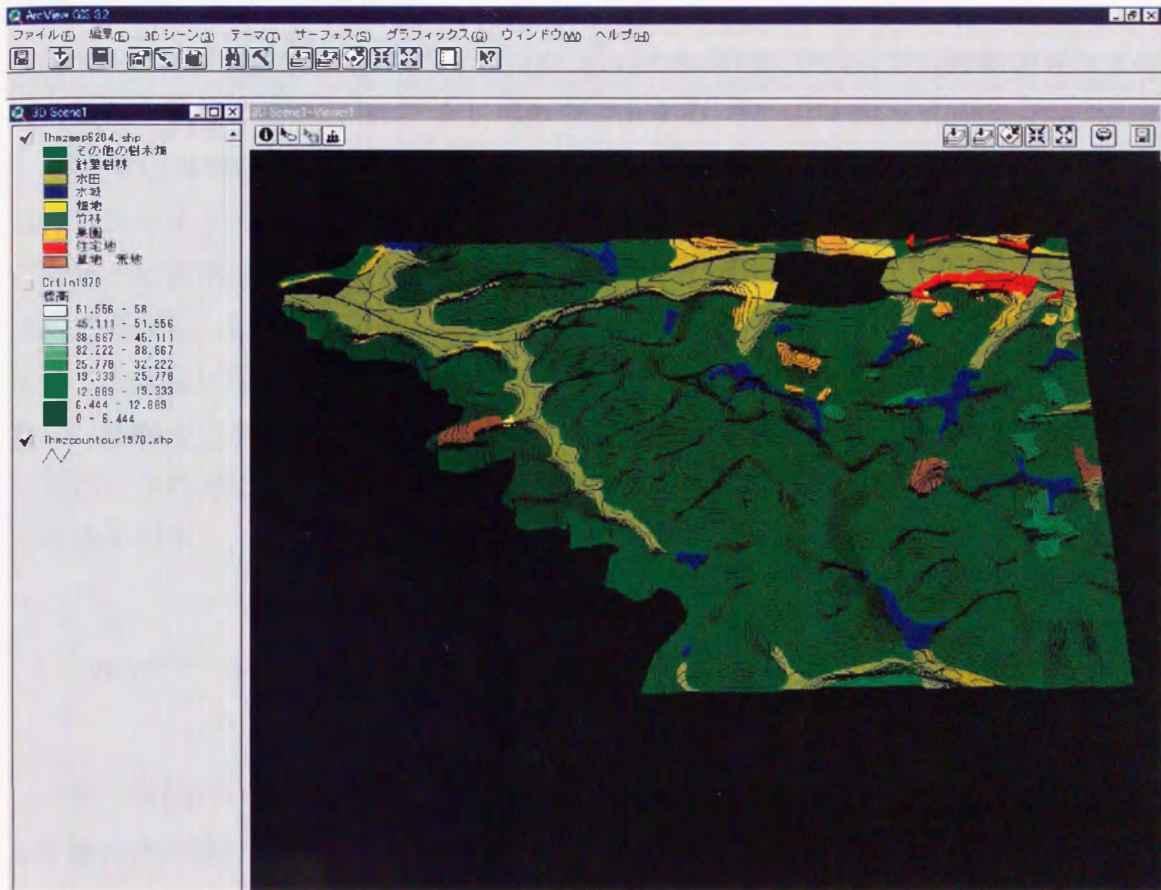 ArcView GIS 3.2
ファイル(F) 編集(E) 3Dシーン(3) テーマ(T) サーフェス(S) グラフィックス(G) ウィンドウ(W) ヘルプ(H)
3D Scene1
3D Scene1-Viewer1
Thmzmep6204.shp
その他の樹木畑
針葉樹林
水田
水域
畑地
竹林
果園
住宅地
草地 荒地
標高
51.556 - 58
45.111 - 51.556
38.667 - 45.111
32.222 - 38.667
25.778 - 32.222
19.333 - 25.778
12.889 - 19.333
6.444 - 12.889
0 - 6.444
Thmzcountour1970.shp